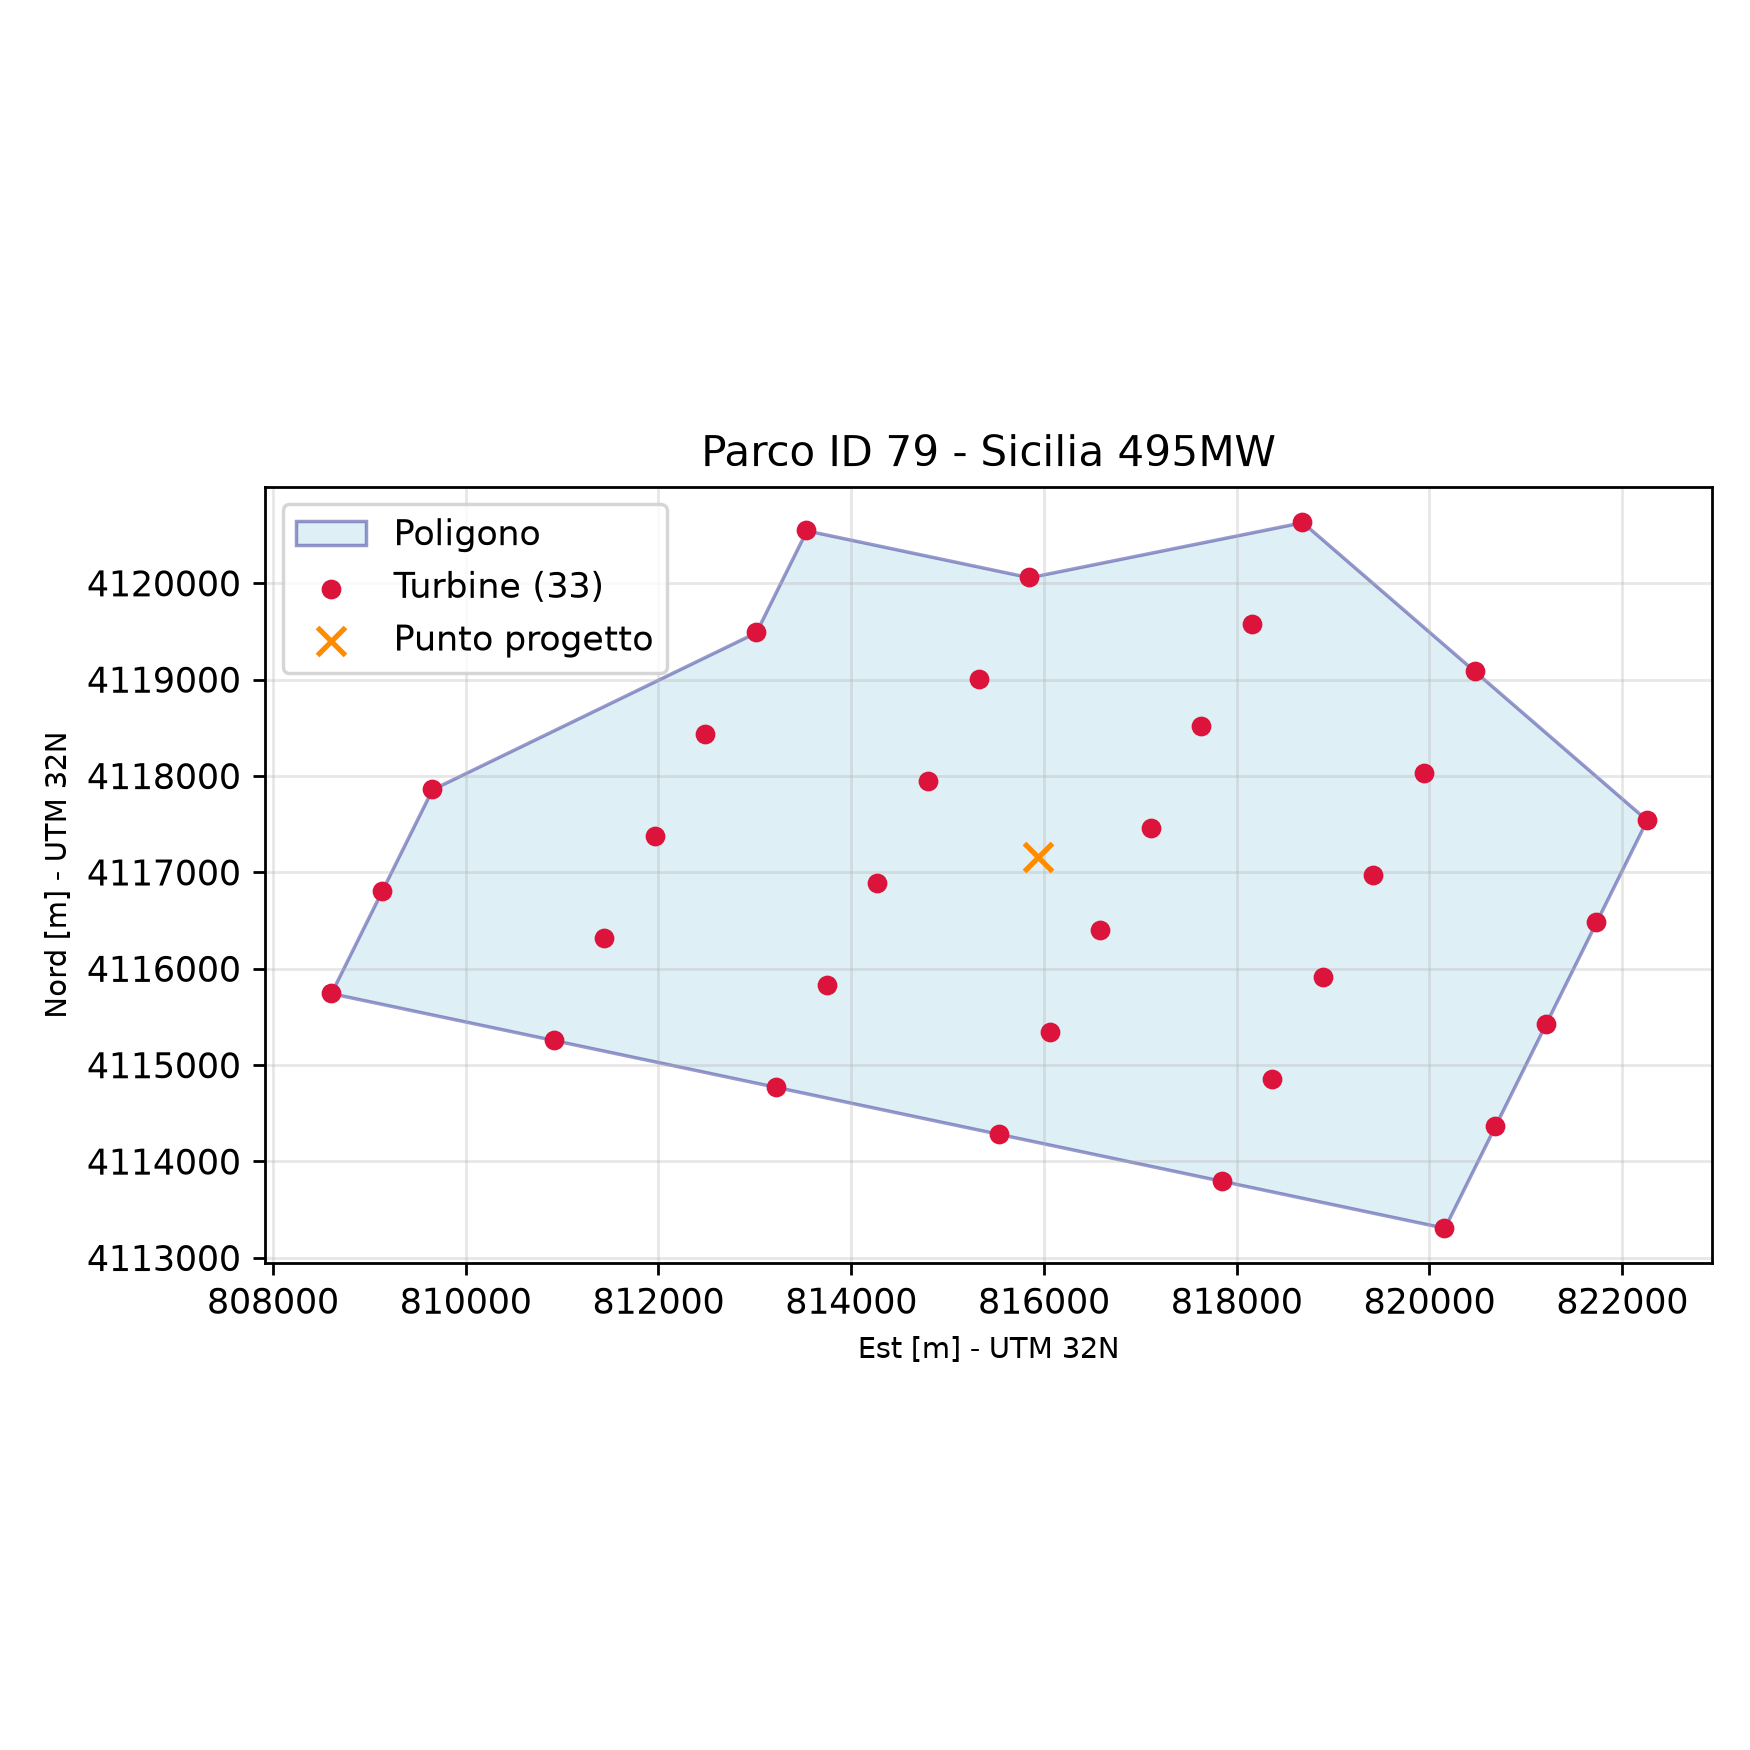 Parco ID 79 - Sicilia 495MW
Poligono
Turbine (33)
Punto progetto
4120000
4119000
4118000
4117000
4116000
4115000
4114000
4113000
Nord [m] - UTM 32N
808000 810000 812000 814000 816000 818000 820000 822000
Est [m] - UTM 32N